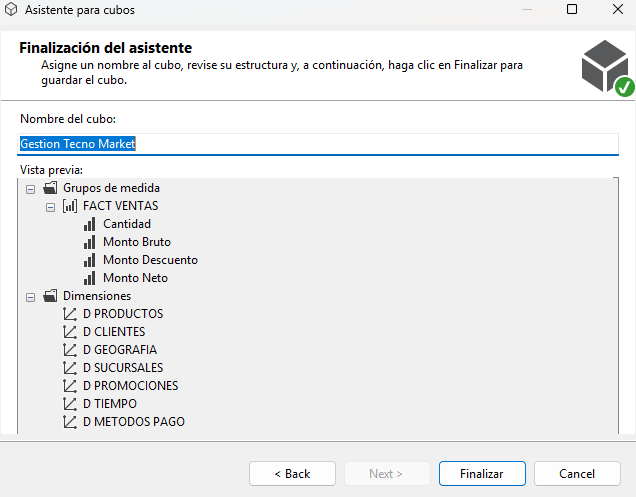 Asistente para cubos
Finalización del asistente
Asigne un nombre al cubo, revise su estructura y, a continuación, haga clic en Finalizar para
guardar el cubo.
Nombre del cubo:
Gestion Tecno Market
Vista previa:
Grupos de medida
FACT VENTAS
Cantidad
Monto Bruto
Monto Descuento
Monto Neto
Dimensiones
D PRODUCTOS
D CLIENTES
D GEOGRAFIA
D SUCURSALES
D PROMOCIONES
D TIEMPO
D METODOS PAGO
< Back
Next >
Finalizar
Cancel